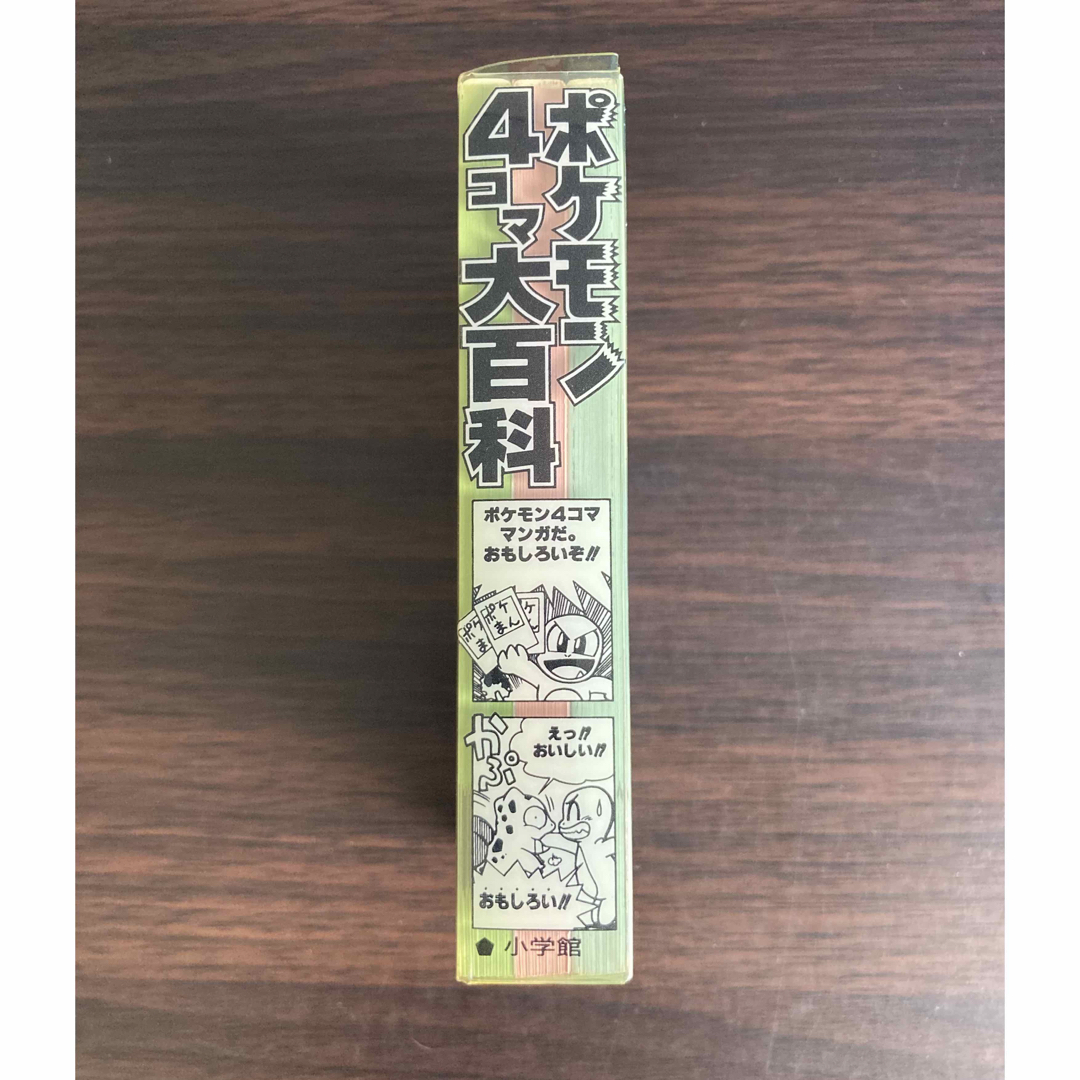 ポケモン
4コマ大百科
ポケモン4コマ
マンガだ。
おもしろいぞ!!
ポケ
まん
ポケ
ま
ケ
かぷ
えっ!!
おいしい!!
おもしろい!!
小学館